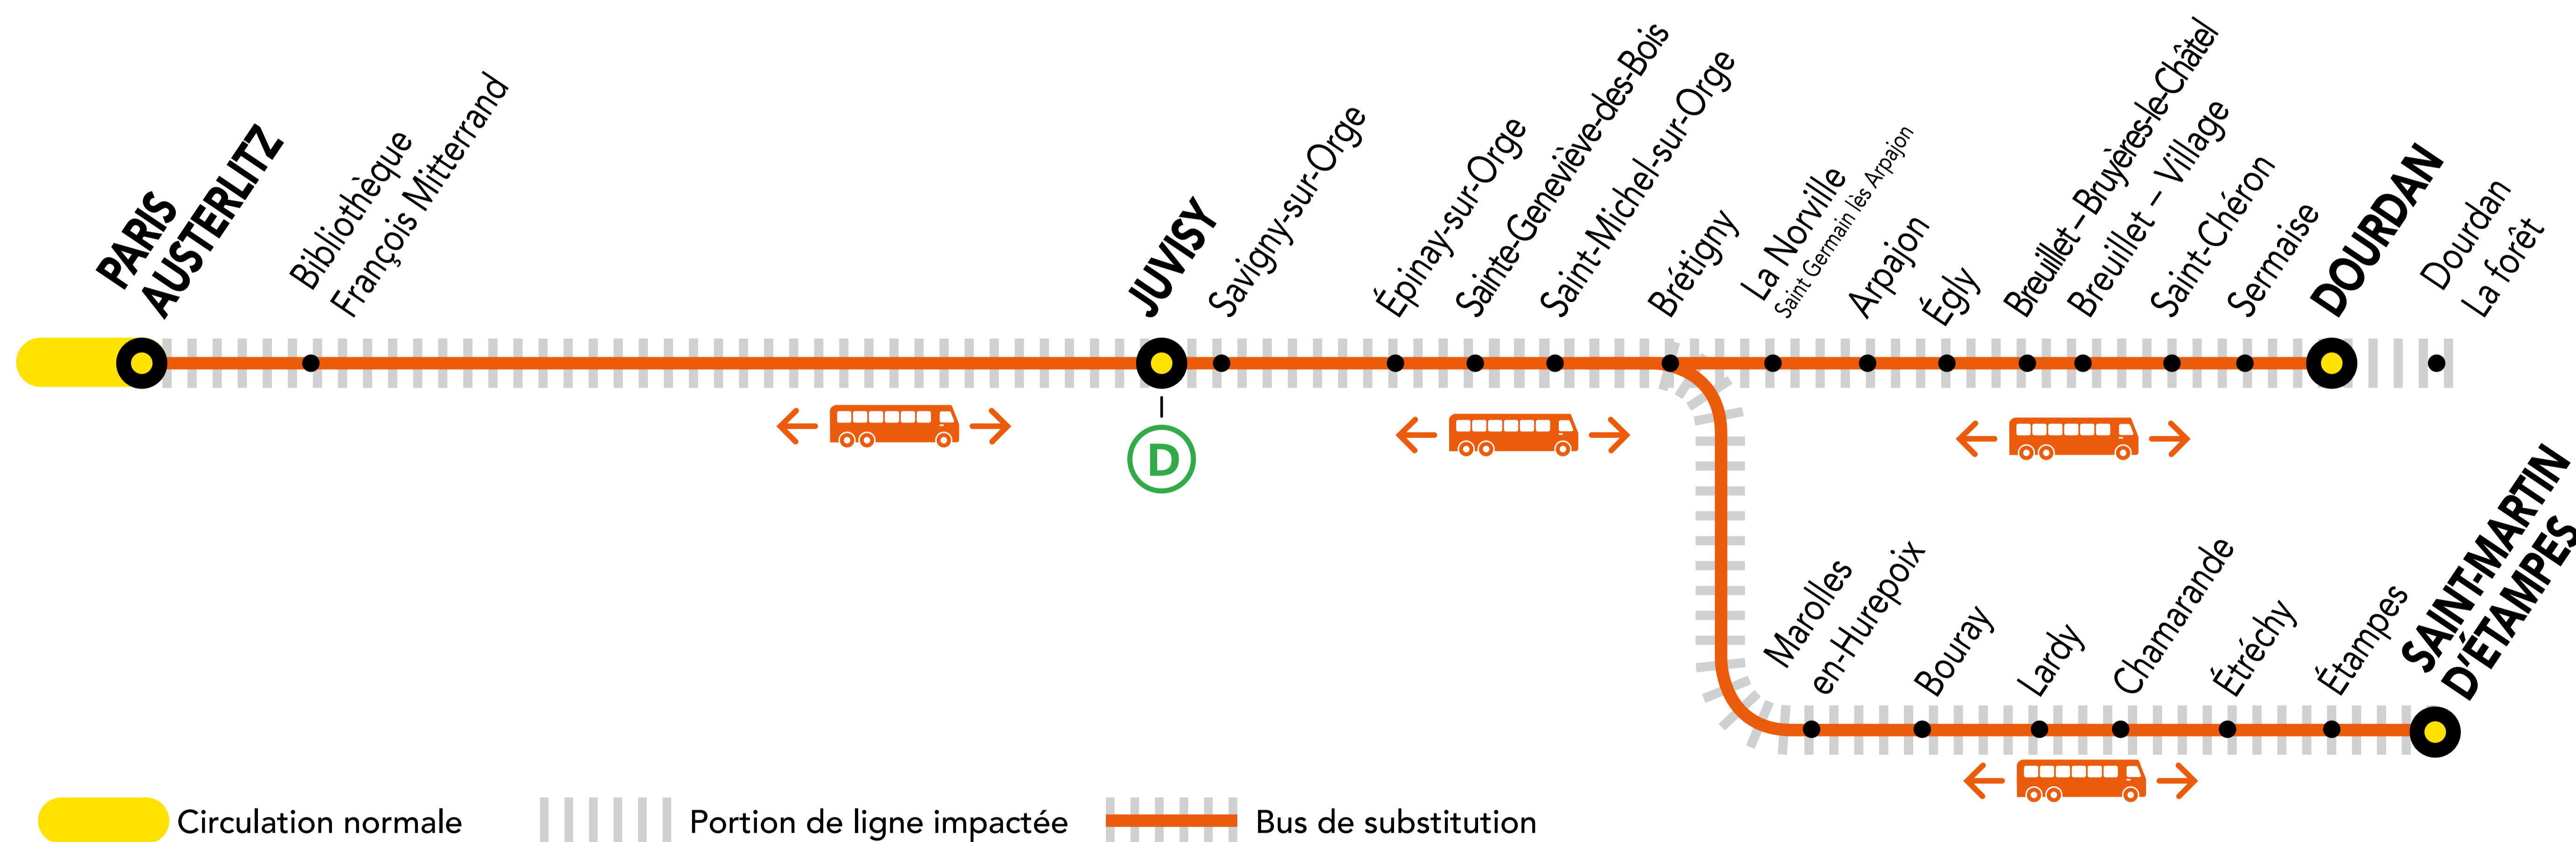 PARIS
AUSTERLITZ
Bibliothèque
François Mitterrand
JUVISY
Savigny-sur-Orge
Épinay-sur-Orge
Sainte-Geneviève-des-Bois
Saint-Michel-sur-Orge
Brétigny
La Norville
Saint Germain lès Arpajon
Arpajon
Égly
Breuillet – Bruyères-le-Châtel
Breuillet – Village
Saint-Chéron
Sermaise
DOURDAN
Dourdan
La forêt
D
Marolles
en-Hurepoix
Bouray
Lardy
Chamarande
Étréchy
Étampes
SAINT-MARTIN
D'ÉTAMPES
Circulation normale
Portion de ligne impactée
Bus de substitution